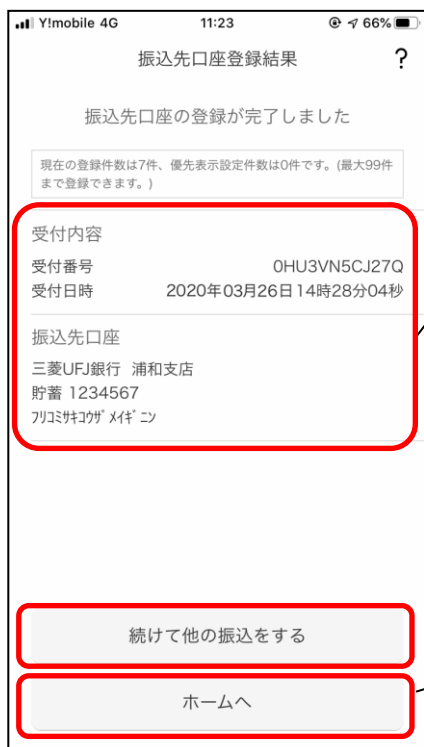 Y!mobile 4G 11:23 66%
振込先口座登録結果 ?
振込先口座の登録が完了しました
現在の登録件数は7件、優先表示設定件数は0件です。(最大99件
まで登録できます。)
受付内容
受付番号 0HU3VN5CJ27Q
受付日時 2020年03月26日14時28分04秒
振込先口座
三菱UFJ銀行 浦和支店
貯蓄 1234567
ﾌﾘｺﾐｻｷｺｳｻﾞ ﾒｲｷﾞﾆﾝ
続けて他の振込をする
ホームへ